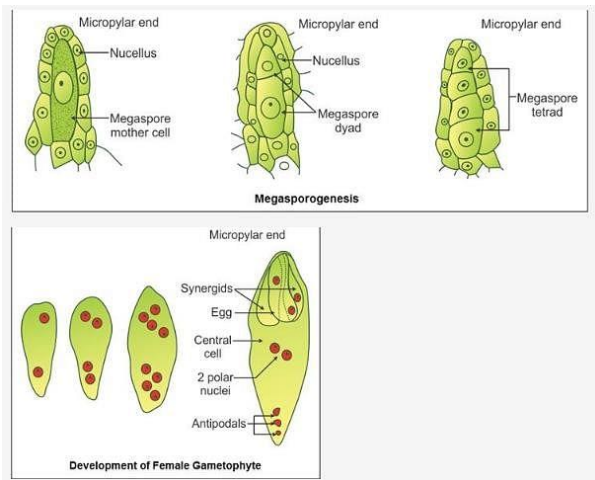 Micropylar end
Nucellus
Megaspore
mother cell
Micropylar end
Nucellus
Megaspore
dyad
Micropylar end
Megaspore
tetrad
Megasporogenesis
Micropylar end
Synergids
Egg
Central
cell
2 polar
nuclei
Antipodals
Development of Female Gametophyte